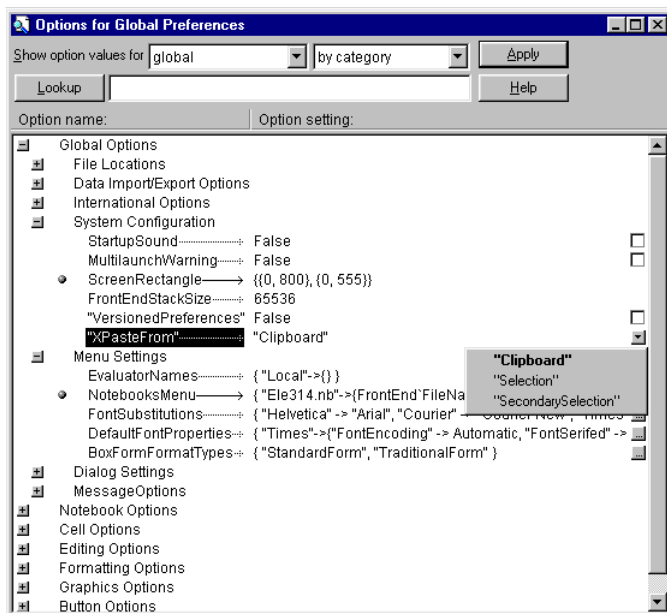 Options for Global Preferences
Show option values for global by category Apply
Lookup Help
Option name: Option setting:
Global Options
File Locations
Data Import/Export Options
International Options
System Configuration
StartupSound False
MultilaunchWarning False
ScreenRectangle {{0, 800}, {0, 555}}
FrontEndStackSize 65536
"VersionedPreferences" False
"XPasteFrom" "Clipboard"
Menu Settings
"Clipboard"
EvaluatorNames { "Local"->{} }
"Selection"
NotebooksMenu { "Ele314.nb"->{FrontEnd`FileNa
"SecondarySelection"
FontSubstitutions { "Helvetica" -> "Arial", "Courier" -> "Courier New", "Times"
DefaultFontProperties { "Times"->{"FontEncoding" -> Automatic, "FontSerifed" ->
BoxFormFormatTypes { "StandardForm", "TraditionalForm" }
Dialog Settings
MessageOptions
Notebook Options
Cell Options
Editing Options
Formatting Options
Graphics Options
Button Options